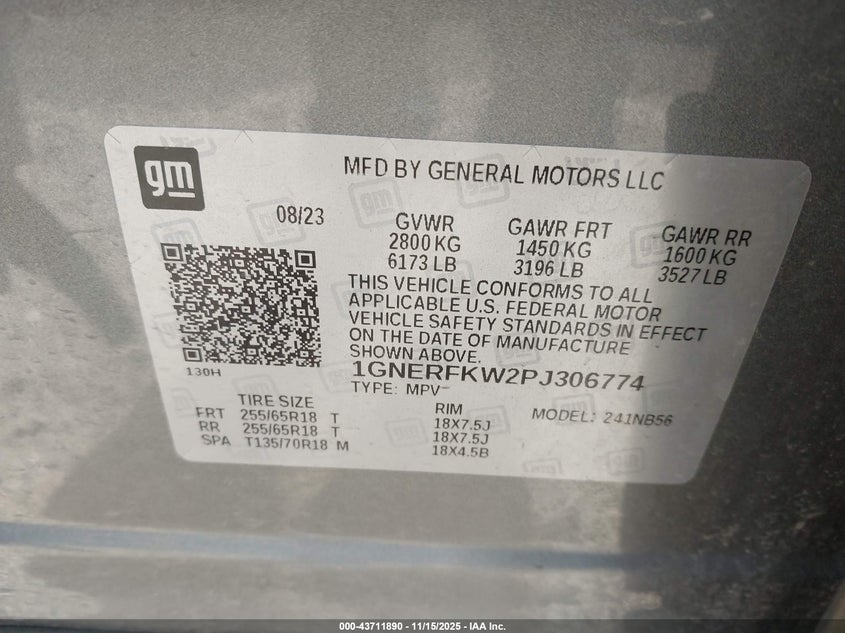 gm
MFD BY GENERAL MOTORS LLC
08/23
GVWR
2800 KG
6173 LB
GAWR FRT
1450 KG
3196 LB
GAWR RR
1600 KG
3527 LB
THIS VEHICLE CONFORMS TO ALL
APPLICABLE U.S. FEDERAL MOTOR
VEHICLE SAFETY STANDARDS IN EFFECT
ON THE DATE OF MANUFACTURE
SHOWN ABOVE.
130H
1GNERFKW2PJ306774
TYPE: MPV
TIRE SIZE
RIM
MODEL: 241NB56
FRT 255/65R18 T 18X7.5J
RR 255/65R18 T 18X7.5J
SPA T135/70R18 M 18X4.5B
000-43711890 - 11/15/2025 - IAA Inc.